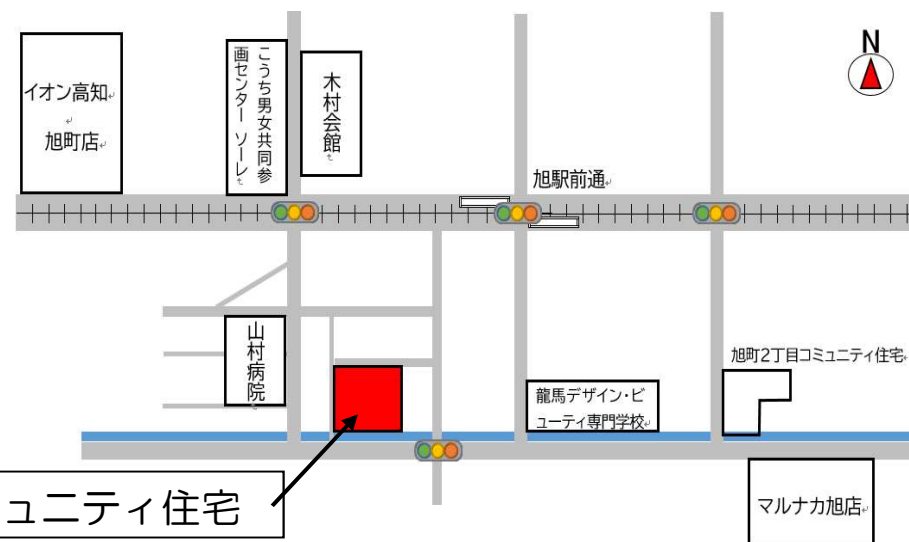 イオン高知
旭町店
こうち男女共同参
画センター ソーレ
木村会館
N
旭駅前通
山村病院
旭町2丁目コミュニティ住宅
龍馬デザイン・ビ
ューティ専門学校
ュニティ住宅
マルナカ旭店